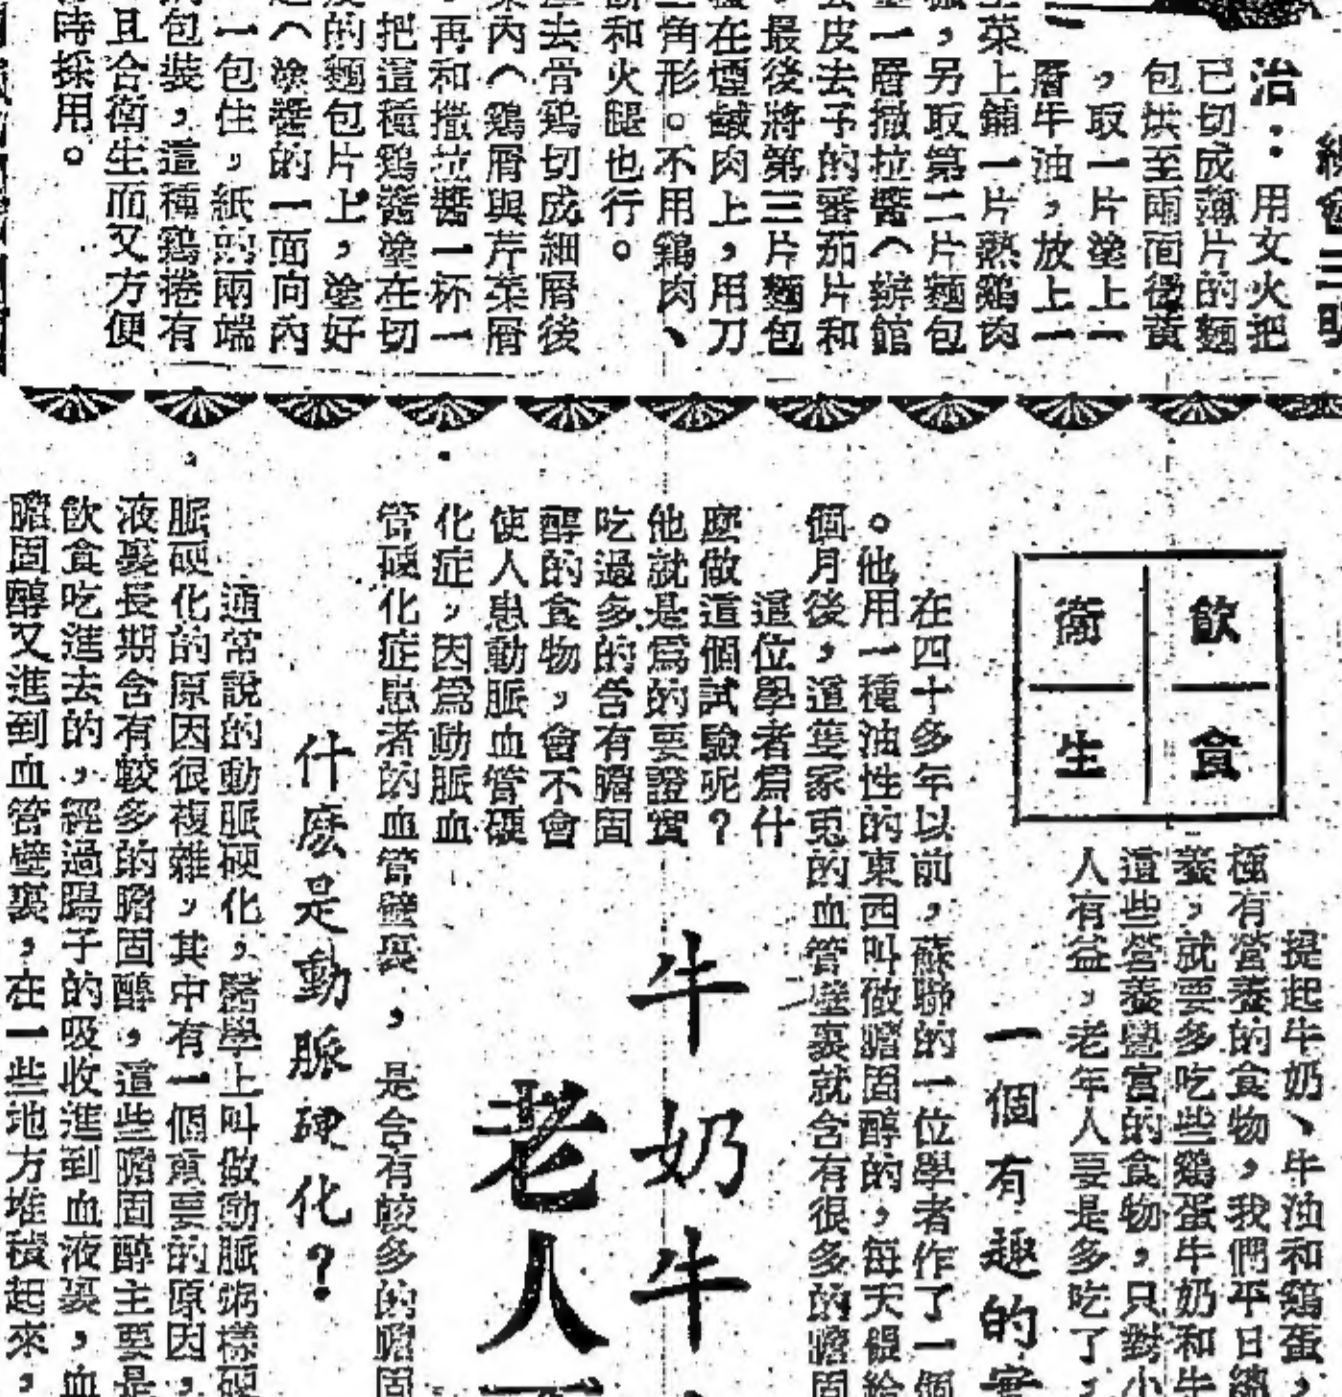 治：用文火把
已切成薄片的麵
包烘至兩面微黃
，取一片塗上一
層牛油，放上一
菜上鋪一片熟鷄肉
，另取第二片麵包
一層撒拉醬（辦館
皮去子的蕃茄片和
最後將第三片麵包
在煙鹹肉上，用刀
角形。不用鷄肉、
和火腿也行。
去骨鷄切成細屑後
內（鷄屑與芹菜屑
再和撒拉醬一杯一
把這種鷄醬塗在切
的麵包片上，塗好
（塗醬的一面向內
一包住，紙的兩端
包裝，這種鷄捲有
且合衛生而又方便
時採用。
飲食
衛生
提起牛奶、牛油和鷄蛋，
極有營養的食物，我們平日總
養，就要多吃些鷄蛋牛奶和牛
這些營養豐富的食物，只對小
人有益，老年人要是多吃了，
一個有趣的實
在四十多年以前，蘇聯的一位學者作了一個
。他用一種油性的東西叫做膽固醇的，每天餵給
個月後，這隻家兎的血管壁裏就含有很多的膽固
這位學者爲什
麼做這個試驗呢？
他就是爲的要證實
吃過多的含有膽固
醇的食物，會不會
使人患動脈血管硬
化症，因爲動脈血
管硬化症患者的血管壁裏，是含有較多的膽固
牛奶牛
老人
什麽是動脈硬化？
通常說的動脈硬化，醫學上叫做動脈粥樣硬
脈硬化的原因很複雜，其中有一個重要的原因，
液裏長期含有較多的膽固醇，這些膽固醇主要是
飲食吃進去的，經過腸子的吸收進到血液裏，血
膽固醇又進到血管壁裏，在一些地方堆積起來，